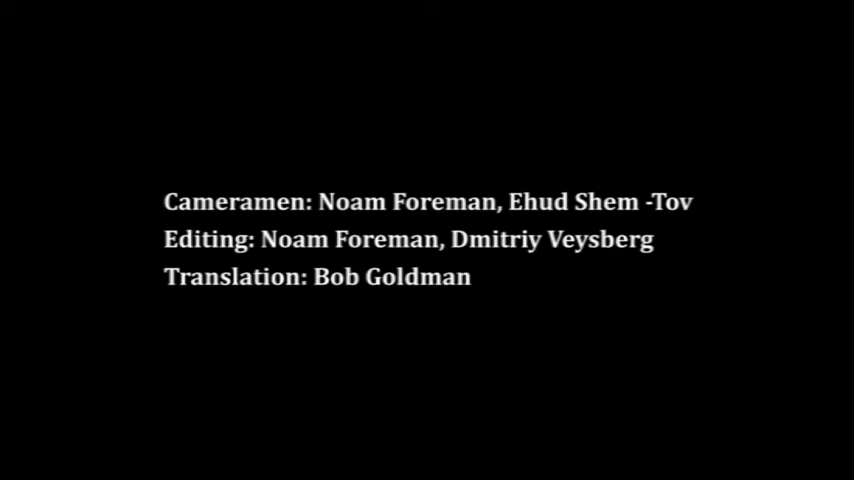 Cameramen: Noam Foreman, Ehud Shem -Tov
Editing: Noam Foreman, Dmitriy Veysberg
Translation: Bob Goldman